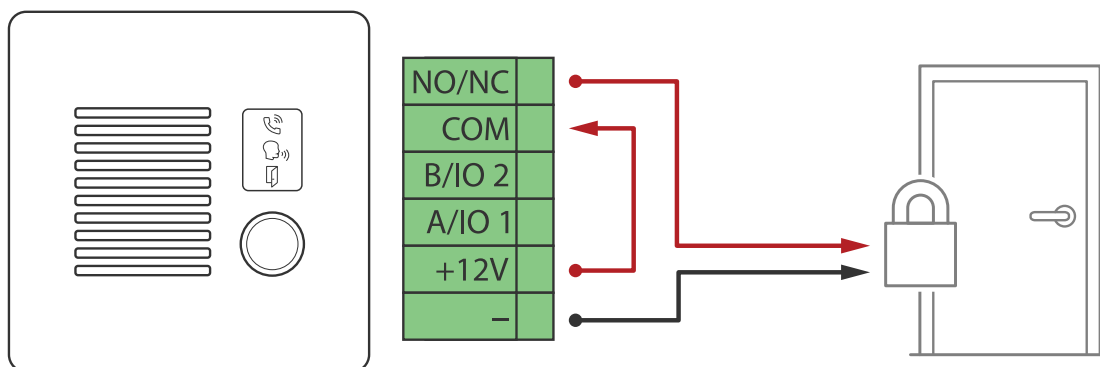 NO/NC
COM
B/IO 2
A/IO 1
+12V
–